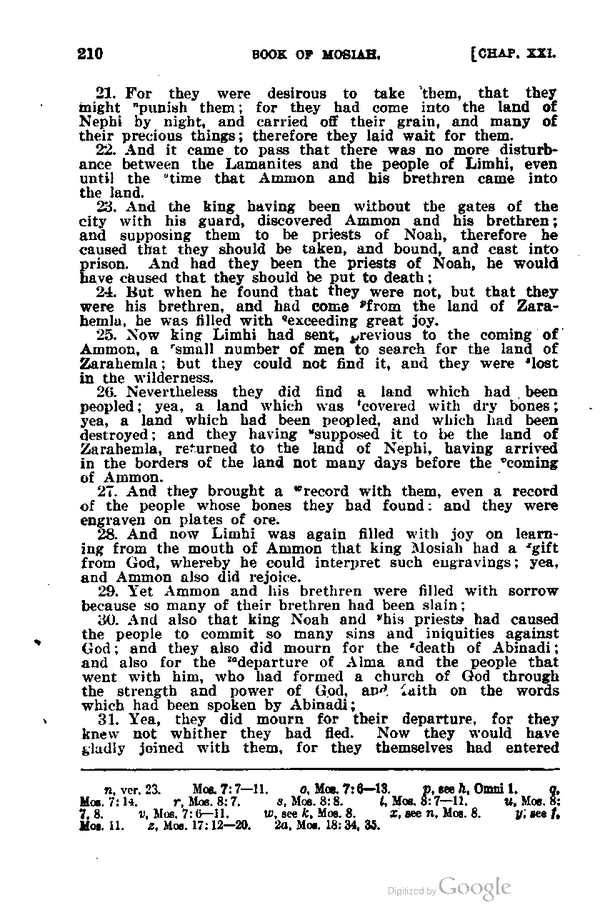 210 BOOK OF MOSIAH. [CHAP. XXI.
21. For they were desirous to take them, that they
might ⁿpunish them; for they had come into the land of
Nephi by night, and carried off their grain, and many of
their precious things; therefore they laid wait for them.
22. And it came to pass that there was no more disturb-
ance between the Lamanites and the people of Limhi, even
until the ᵒtime that Ammon and his brethren came into
the land.
23. And the king having been without the gates of the
city with his guard, discovered Ammon and his brethren;
and supposing them to be priests of Noah, therefore he
caused that they should be taken, and bound, and cast into
prison. And had they been the priests of Noah, he would
have caused that they should be put to death;
24. But when he found that they were not, but that they
were his brethren, and had come ᵖfrom the land of Zara-
hemla, he was filled with qexceeding great joy.
25. Now king Limhi had sent, previous to the coming of
Ammon, a ʳsmall number of men to search for the land of
Zarahemla; but they could not find it, and they were ˢlost
in the wilderness.
26. Nevertheless they did find a land which had been
peopled; yea, a land which was ᵗcovered with dry bones;
yea, a land which had been peopled, and which had been
destroyed; and they having ᵘsupposed it to be the land of
Zarahemla, returned to the land of Nephi, having arrived
in the borders of the land not many days before the ᵛcoming
of Ammon.
27. And they brought a ʷrecord with them, even a record
of the people whose bones they had found: and they were
engraven on plates of ore.
28. And now Limhi was again filled with joy on learn-
ing from the mouth of Ammon that king Mosiah had a ˣgift
from God, whereby he could interpret such engravings; yea,
and Ammon also did rejoice.
29. Yet Ammon and his brethren were filled with sorrow
because so many of their brethren had been slain;
30. And also that king Noah and ʸhis priests had caused
the people to commit so many sins and iniquities against
God; and they also did mourn for the ᶻdeath of Abinadi;
and also for the ²ᵃdeparture of Alma and the people that
went with him, who had formed a church of God through
the strength and power of God, and faith on the words
which had been spoken by Abinadi;
31. Yea, they did mourn for their departure, for they
knew not whither they had fled. Now they would have
gladly joined with them, for they themselves had entered
n, ver. 23. Mos. 7:7—11. o, Mos. 7:6—13. p, see h, Omni 1. q,
Mos. 7:14. r, Mos. 8:7. s, Mos. 8:8. t, Mos. 8:7—12. u, Mos. 8:
7, 8. v, Mos. 7:6—11. w, see k, Mos. 8. x, see n, Mos. 8. y, see f,
Mos. 11. z, Mos. 17:12—20. 2a, Mos. 18:34, 35.
Digitized by Google